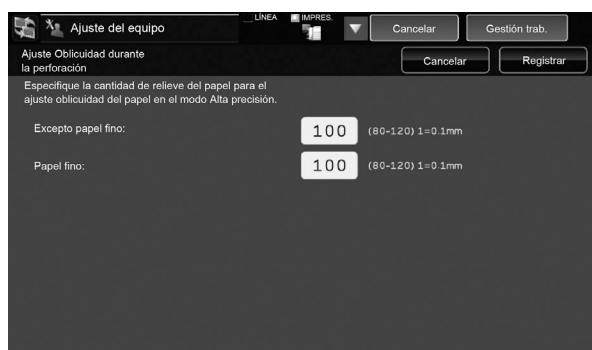 Ajuste del equipo
LÍNEA
IMPRES.
Cancelar
Gestión trab.
Ajuste Oblicuidad durante
la perforación
Cancelar
Registrar
Especifique la cantidad de relieve del papel para el
ajuste oblicuidad del papel en el modo Alta precisión.
Excepto papel fino: 100 (80-120) 1=0.1mm
Papel fino: 100 (80-120) 1=0.1mm